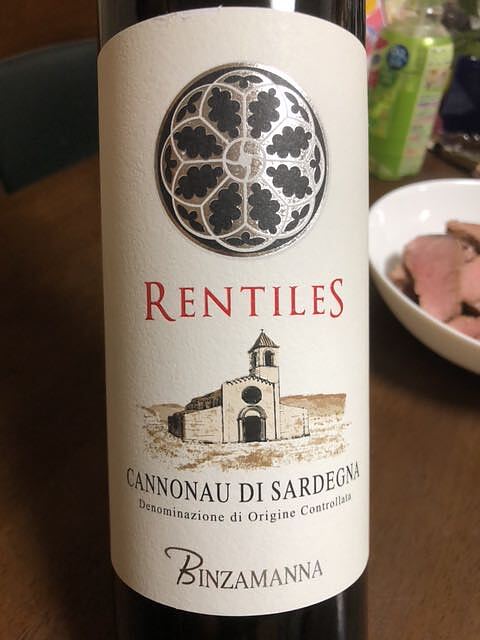 RENTILES
CANNONAU DI SARDEGNA
Denominazione di Origine Controllata
BINZAMANNA